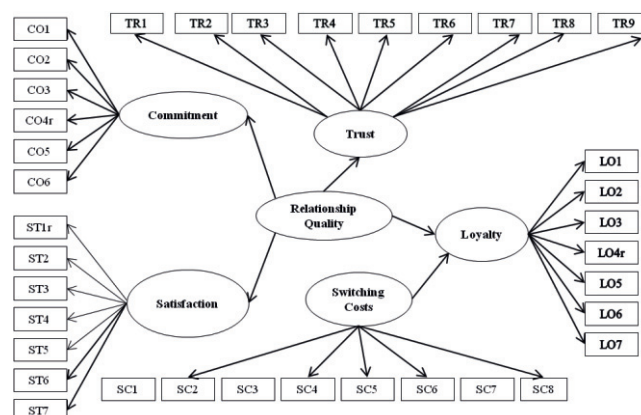 TR1 TR2 TR3 TR4 TR5 TR6 TR7 TR8 TR9
CO1
CO2
CO3
CO4r
CO5
CO6
Commitment
Trust
Relationship
Quality
Loyalty
LO1
LO2
LO3
LO4r
LO5
LO6
LO7
ST1r
ST2
ST3
ST4
ST5
ST6
ST7
Satisfaction
Switching
Costs
SC1 SC2 SC3 SC4 SC5 SC6 SC7 SC8